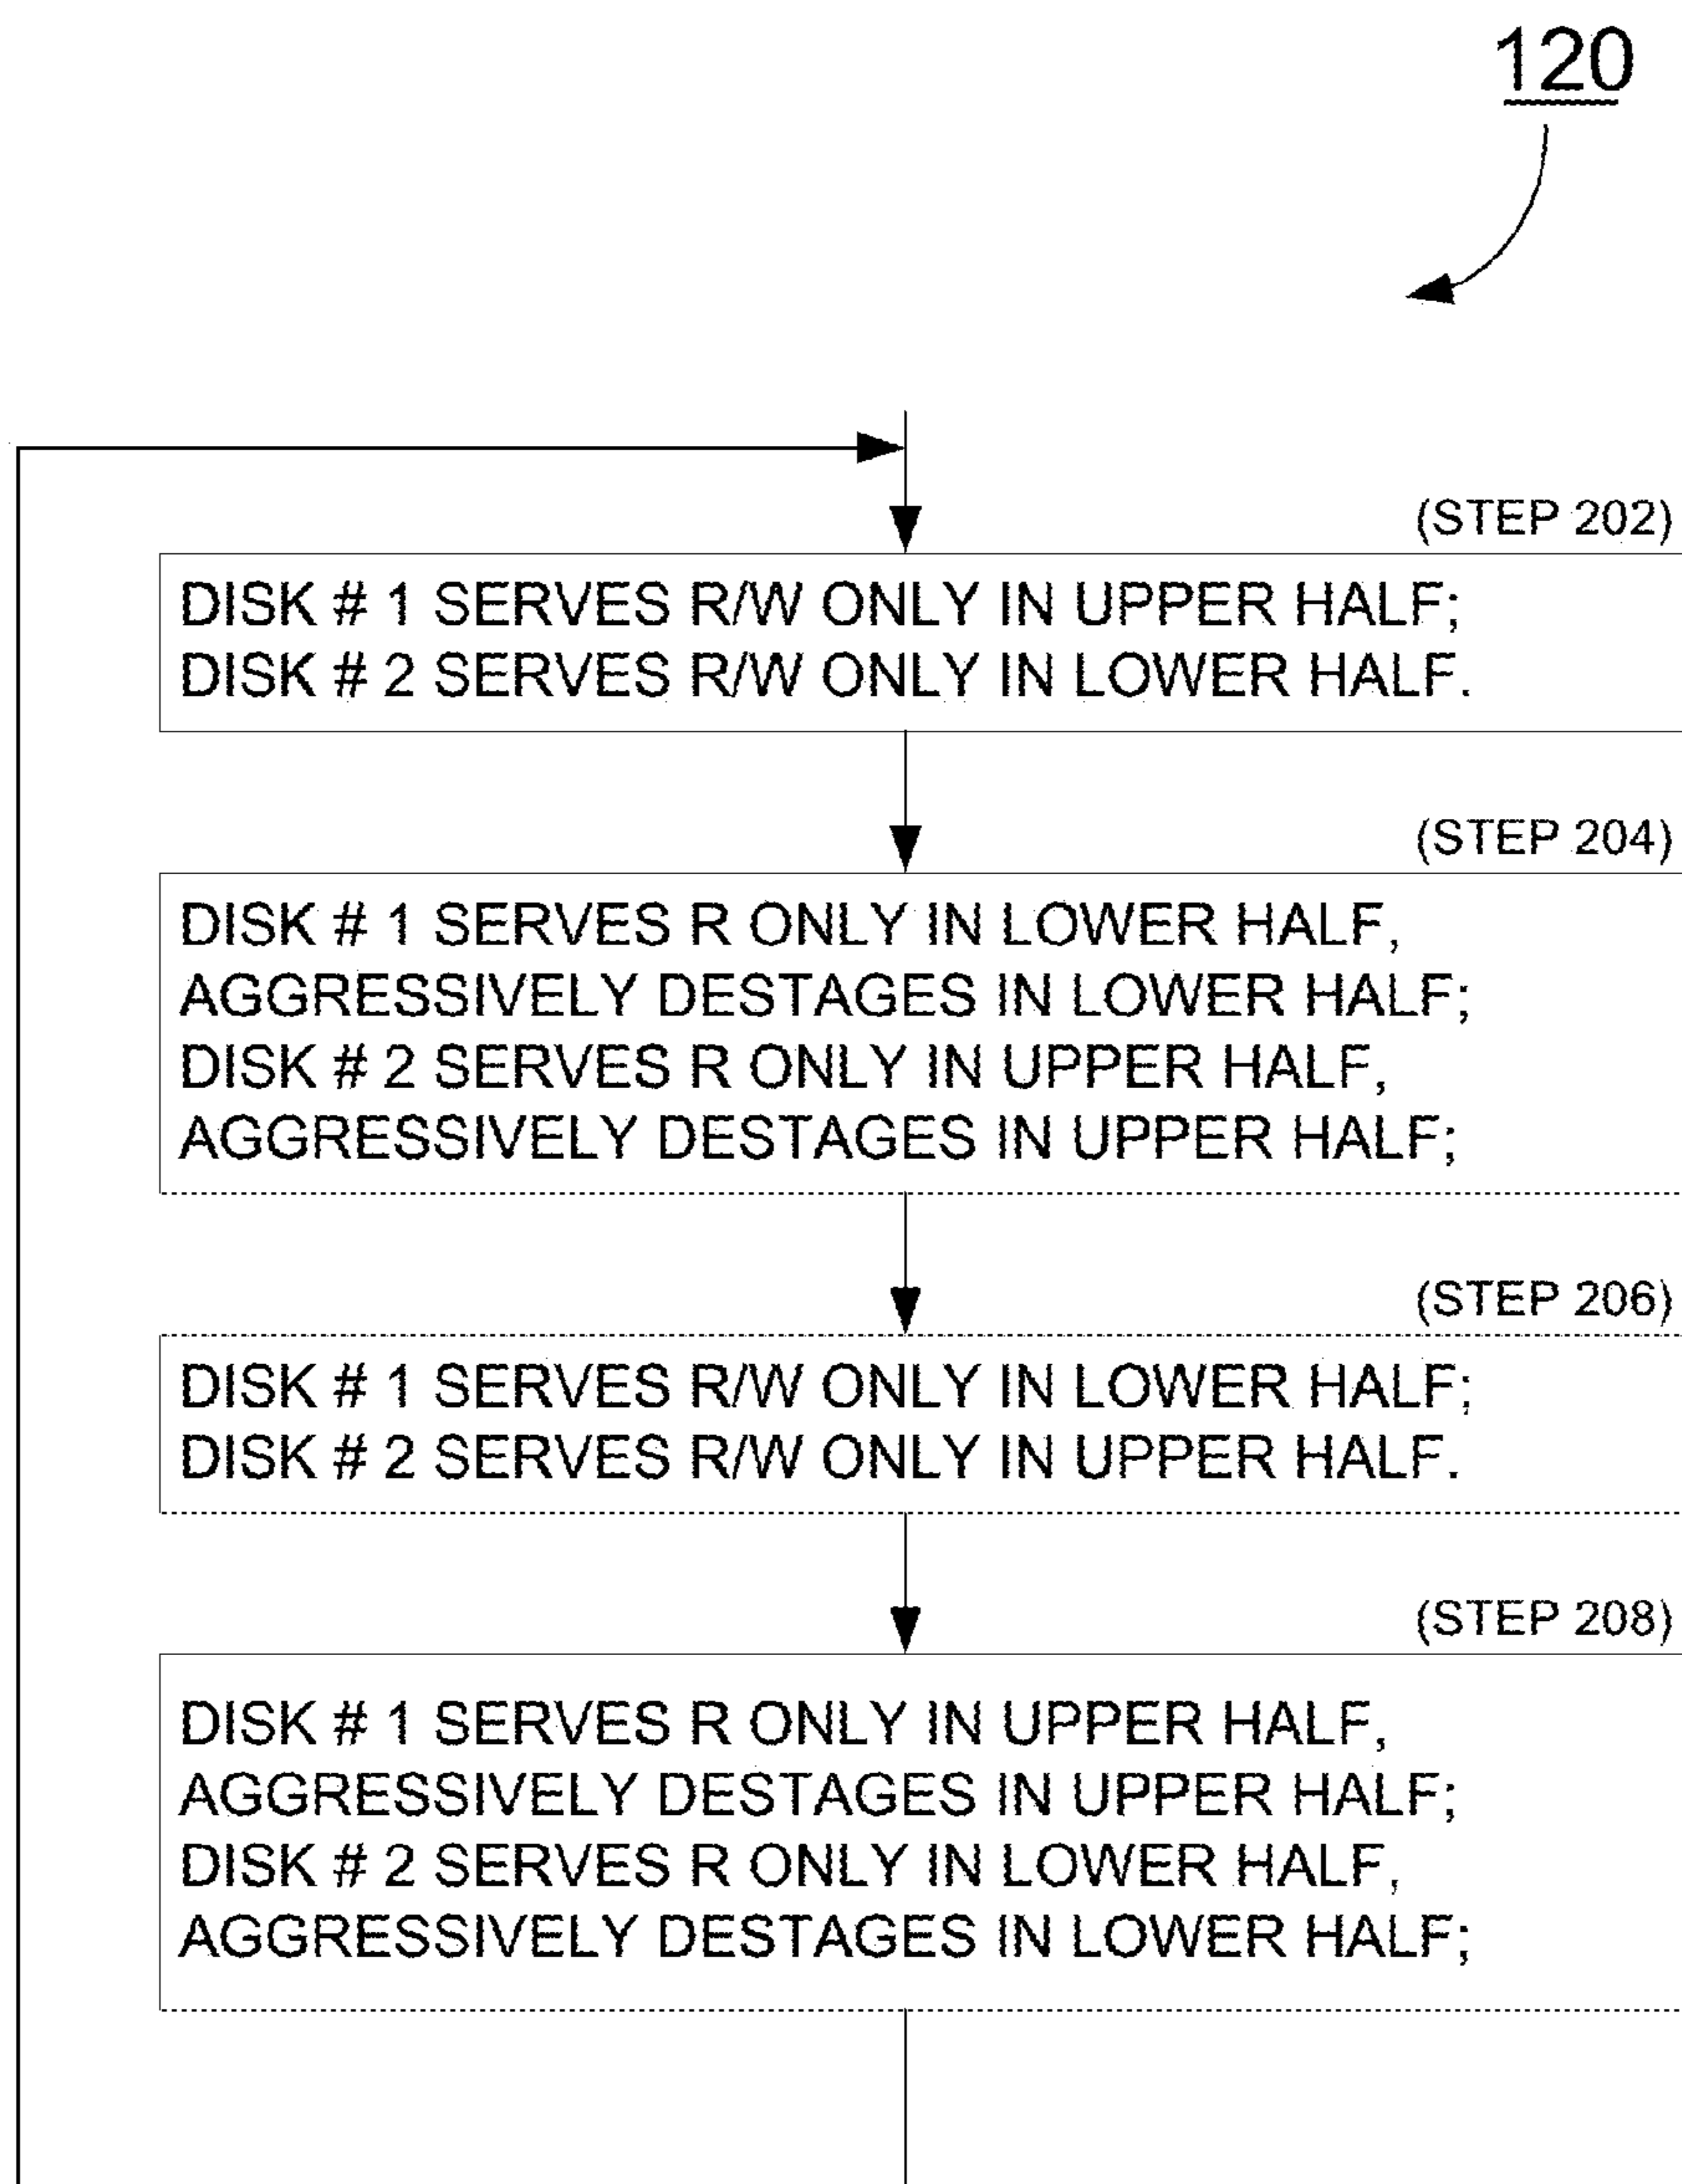 120
(STEP 202)
DISK # 1 SERVES R/W ONLY IN UPPER HALF;
DISK # 2 SERVES R/W ONLY IN LOWER HALF.
(STEP 204)
DISK # 1 SERVES R ONLY IN LOWER HALF,
AGGRESSIVELY DESTAGES IN LOWER HALF;
DISK # 2 SERVES R ONLY IN UPPER HALF,
AGGRESSIVELY DESTAGES IN UPPER HALF;
(STEP 206)
DISK # 1 SERVES R/W ONLY IN LOWER HALF;
DISK # 2 SERVES R/W ONLY IN UPPER HALF.
(STEP 208)
DISK # 1 SERVES R ONLY IN UPPER HALF,
AGGRESSIVELY DESTAGES IN UPPER HALF;
DISK # 2 SERVES R ONLY IN LOWER HALF,
AGGRESSIVELY DESTAGES IN LOWER HALF;